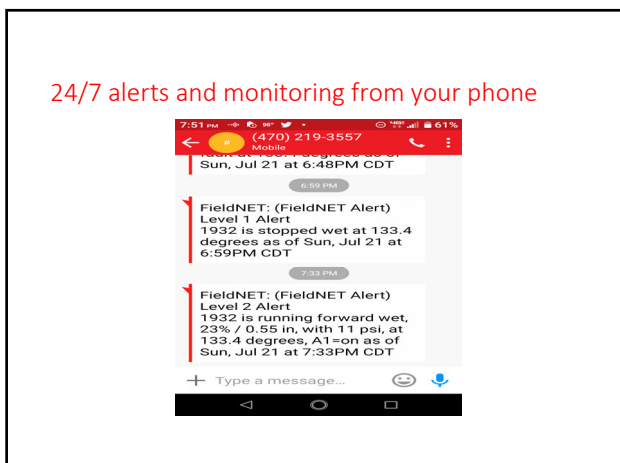 24/7 alerts and monitoring from your phone
7:51 PM 96° 4GE 61%
# (470) 219-3557
Mobile
Sun, Jul 21 at 6:48PM CDT
6:59 PM
FieldNET: (FieldNET Alert)
Level 1 Alert
1932 is stopped wet at 133.4
degrees as of Sun, Jul 21 at
6:59PM CDT
7:33 PM
FieldNET: (FieldNET Alert)
Level 2 Alert
1932 is running forward wet,
23% / 0.55 in, with 11 psi, at
133.4 degrees, A1=on as of
Sun, Jul 21 at 7:33PM CDT
Type a message...